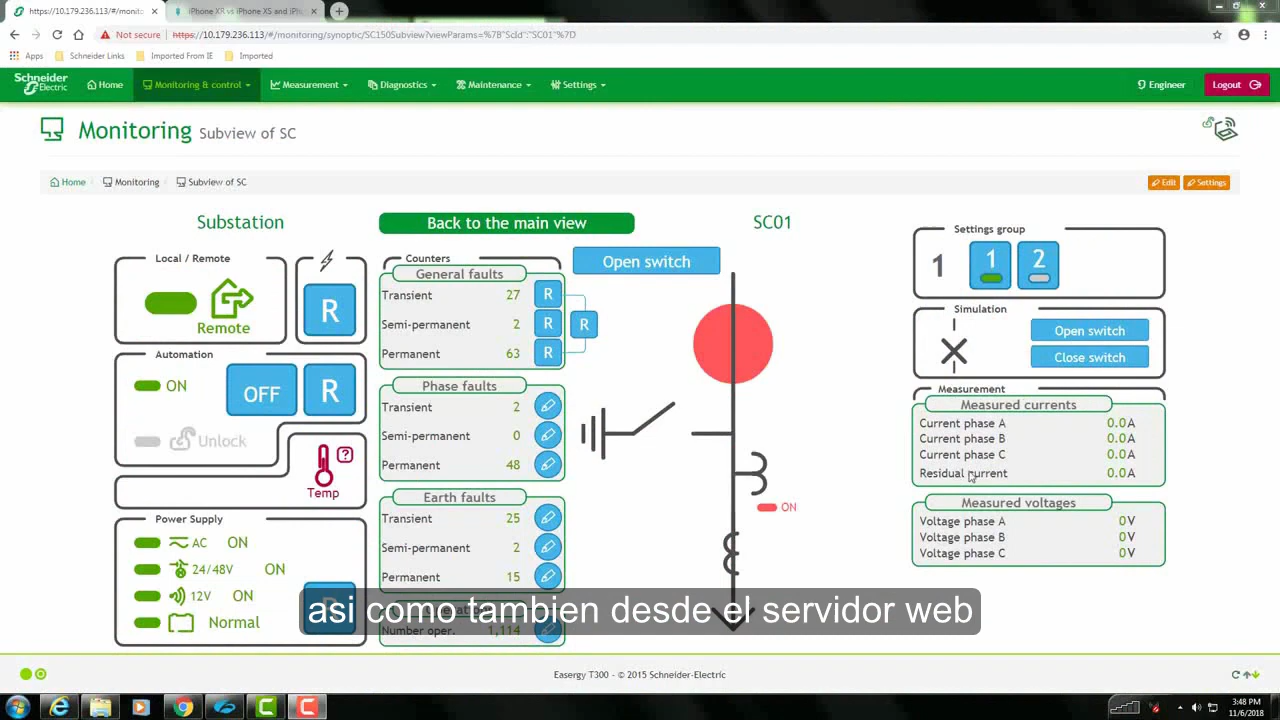 https://10.179.236.113/#/monito
iPhone XR vs iPhone XS and iPh
Not secure | https://10.179.236.113/#/monitoring/synoptic/SC150Subview?viewParams=%7B"ScId":"SC01"%7D
Apps Schneider Links Imported From IE Imported
Schneider Electric
Home Monitoring & control Measurement Diagnostics Maintenance Settings Engineer Logout
Monitoring Subview of SC
Home / Monitoring / Subview of SC Edit Settings
Substation
Local / Remote
Remote
R
Automation
ON
OFF
R
Unlock
?
Temp
Power Supply
AC ON
24/48V ON
12V ON
Normal
Back to the main view
Counters
General faults
Transient 27 R
Semi-permanent 2 R R
Permanent 63 R
Phase faults
Transient 2
Semi-permanent 0
Permanent 48
Earth faults
Transient 25
Semi-permanent 2
Permanent 15
Number oper. 1,114
SC01
Open switch
ON
Settings group
1 1 2
Simulation
Open switch
Close switch
Measurement
Measured currents
Current phase A 0.0 A
Current phase B 0.0 A
Current phase C 0.0 A
Residual current 0.0 A
Measured voltages
Voltage phase A 0 V
Voltage phase B 0 V
Voltage phase C 0 V
asi como tambien desde el servidor web
Easergy T300 - © 2015 Schneider-Electric
3:48 PM
11/6/2018